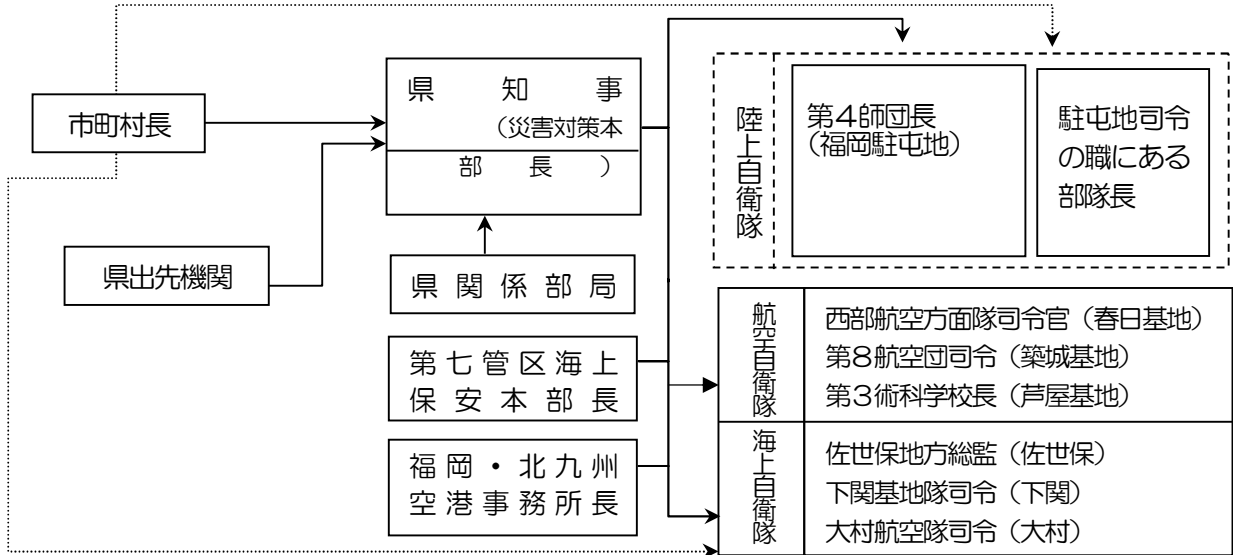 市町村長
県出先機関
県知事
（災害対策本
部長）
県関係部局
第七管区海上
保安本部長
福岡・北九州
空港事務所長
陸上自衛隊
第４師団長
（福岡駐屯地）
駐屯地司令
の職にある
部隊長
航空自衛隊
西部航空方面隊司令官（春日基地）
第８航空団司令（築城基地）
第３術科学校長（芦屋基地）
海上自衛隊
佐世保地方総監（佐世保）
下関基地隊司令（下関）
大村航空隊司令（大村）